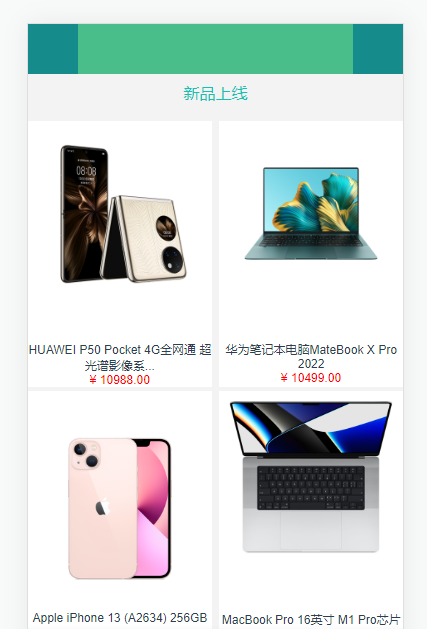 新品上线
HUAWEI P50 Pocket 4G全网通 超
光谱影像系...
¥ 10988.00
华为笔记本电脑MateBook X Pro
2022
¥ 10499.00
Apple iPhone 13 (A2634) 256GB
MacBook Pro 16英寸 M1 Pro芯片